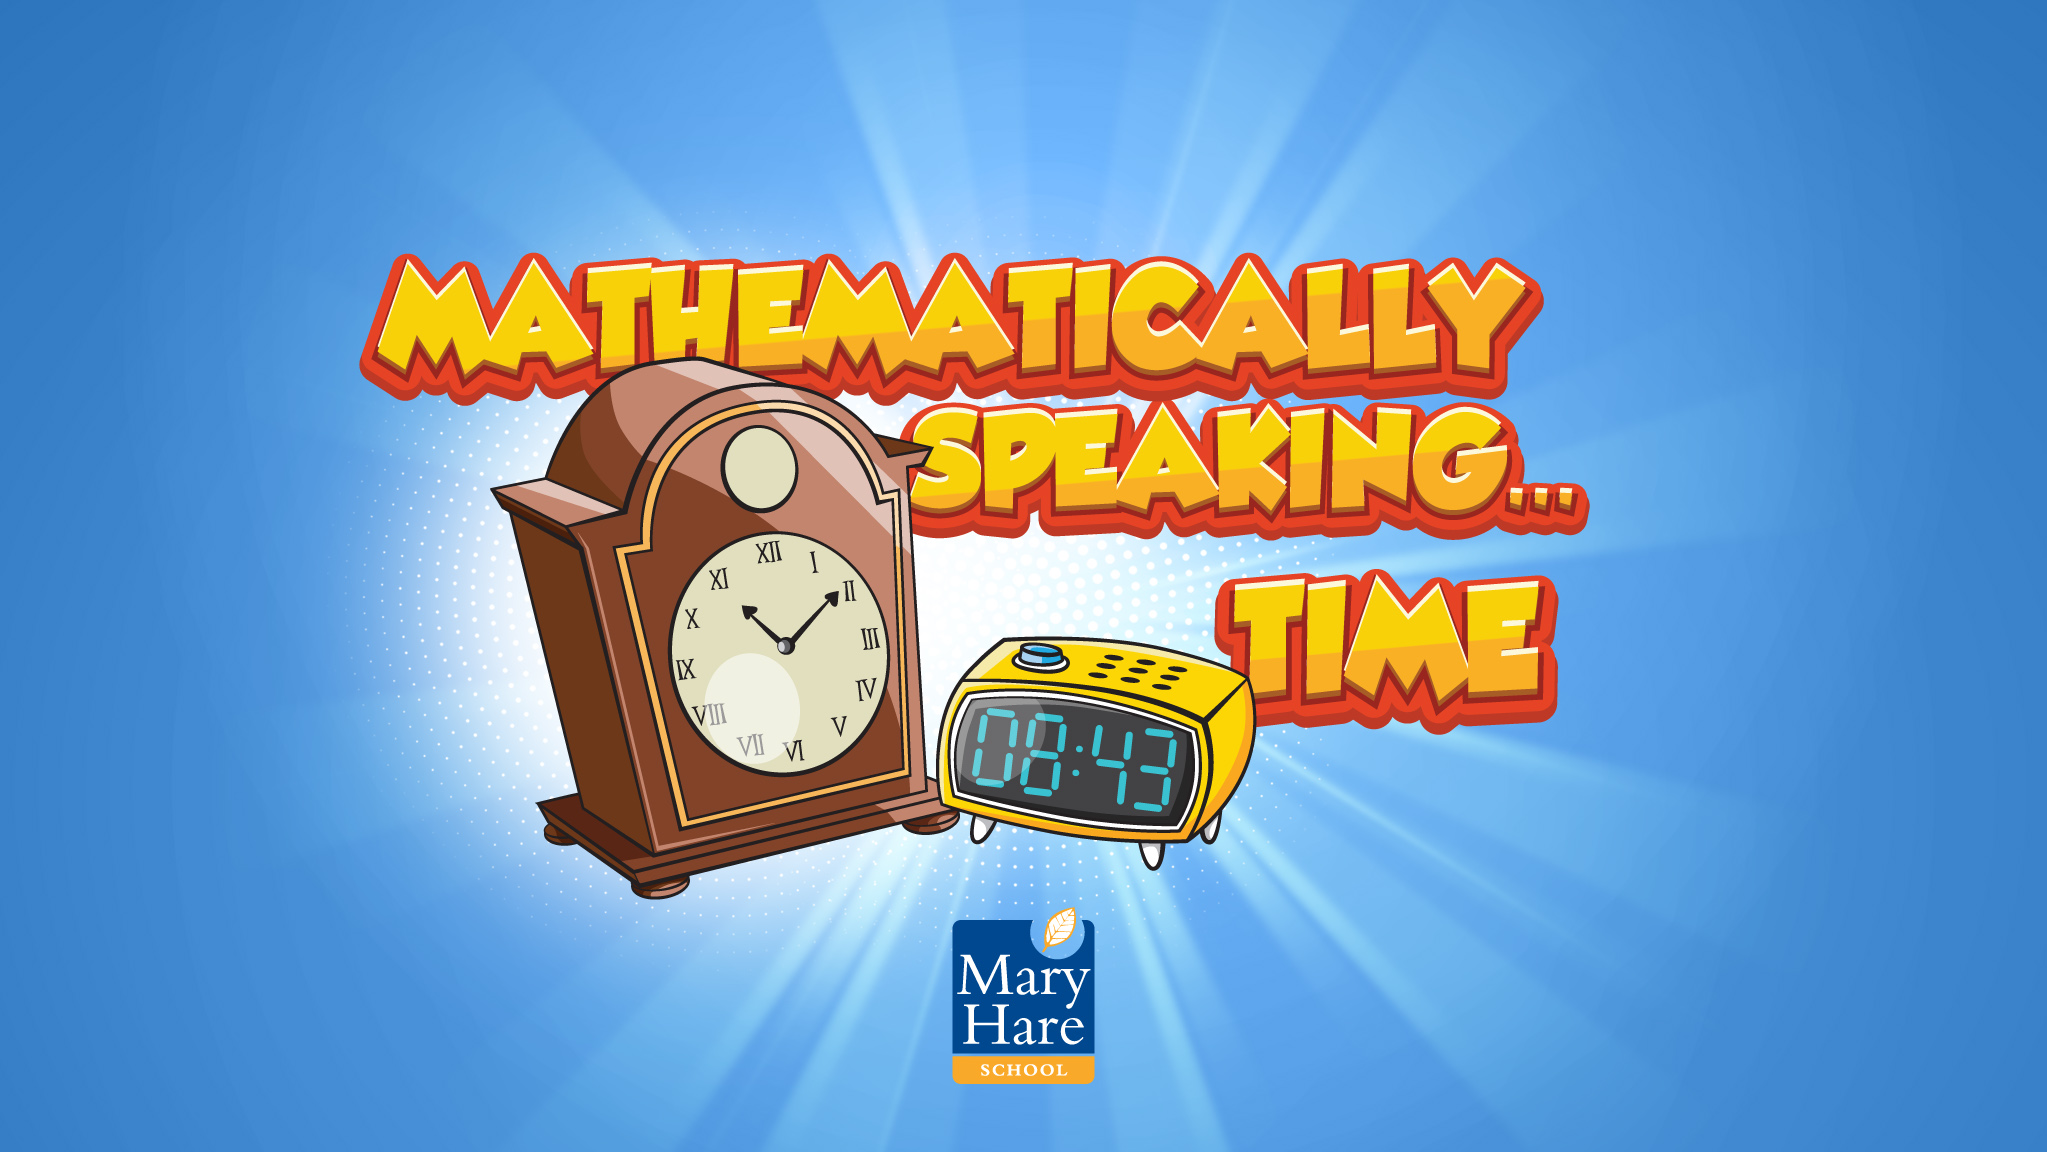 MATHEMATICALLY
SPEAKING...
TIME
XII
I
II
III
IV
V
VI
VII
VIII
IX
X
XI
08:43
Mary
Hare
SCHOOL